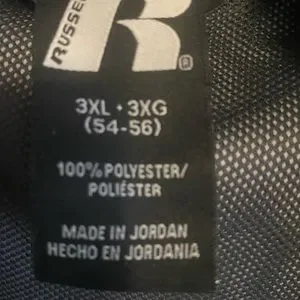 RUSSELL
R
®
3XL • 3XG
(54-56)
100% POLYESTER/
POLIÉSTER
MADE IN JORDAN
HECHO EN JORDANIA